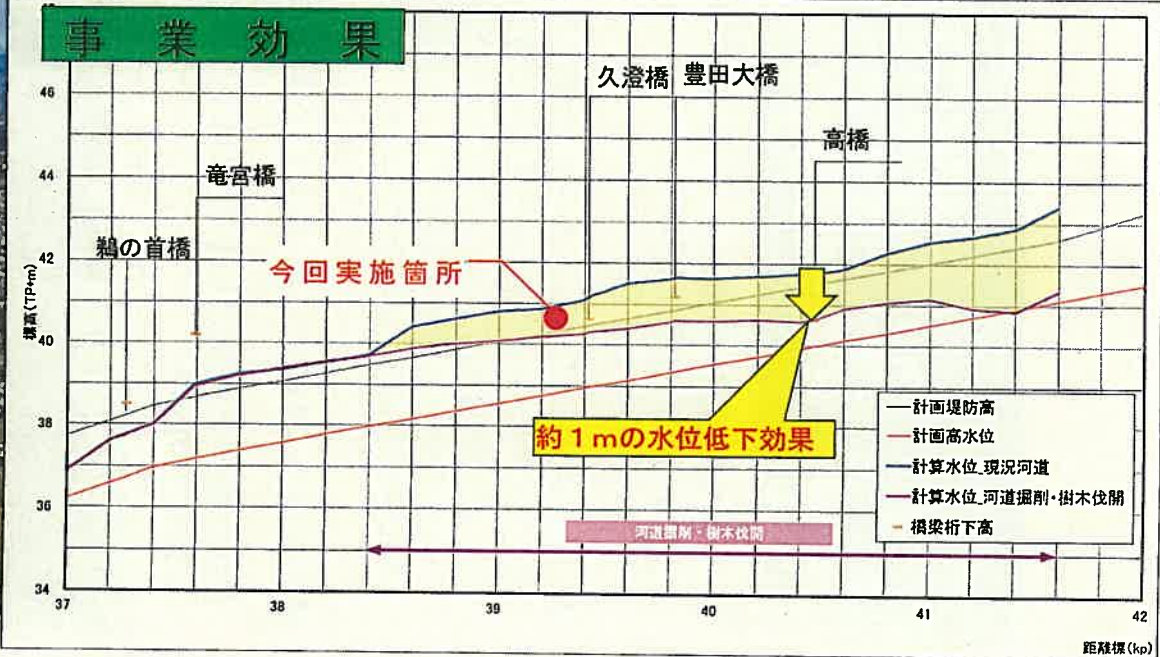 事業効果
久澄橋
豊田大橋
高橋
竜宮橋
鵜の首橋
今回実施箇所
約1mの水位低下効果
河道掘削・樹木伐開
計画堤防高
計画高水位
計算水位_現況河道
計算水位_河道掘削・樹木伐開
橋梁桁下高
標高(TP+m)
46
44
42
40
38
36
34
37
38
39
40
41
42
距離標(kp)